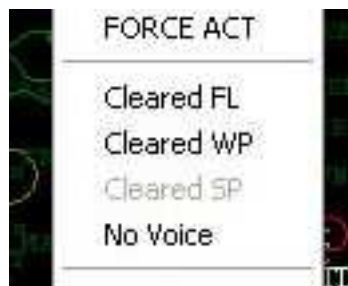 FORCE ACT
Cleared FL
Cleared WP
Cleared SP
No Voice